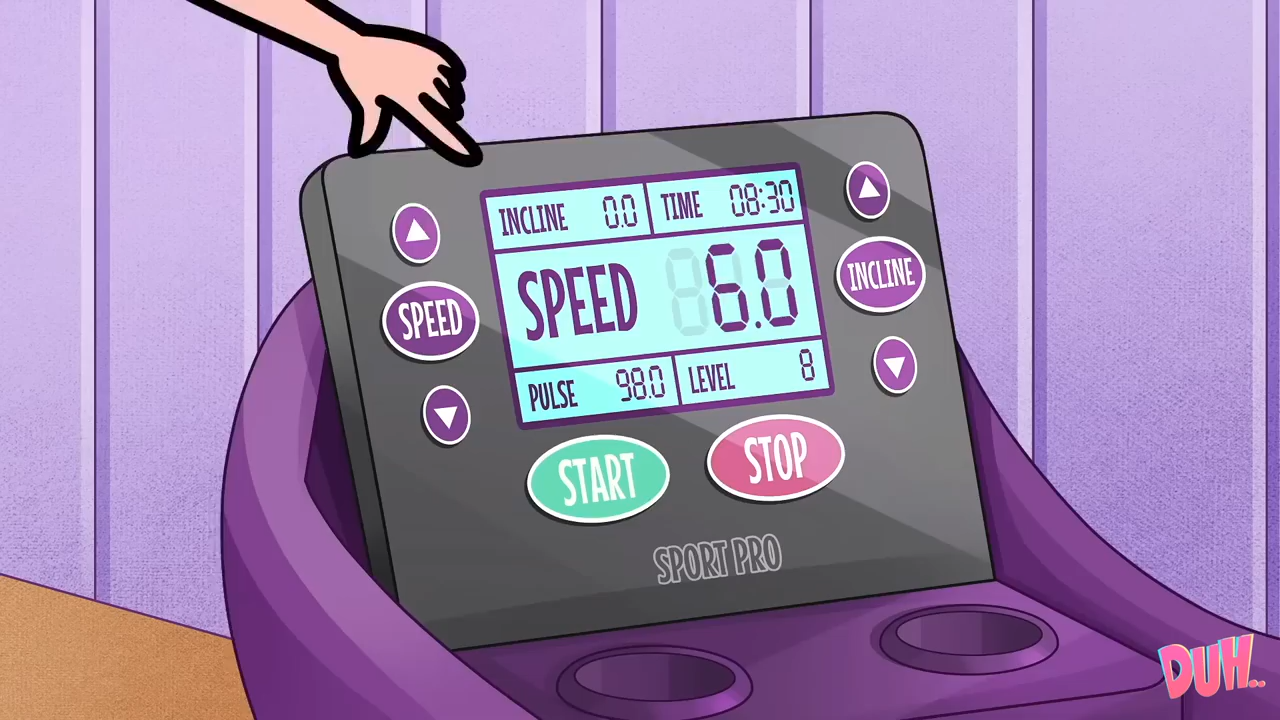 INCLINE 0.0 TIME 08:30
SPEED 6.0
PULSE 98.0 LEVEL 8
SPEED
INCLINE
START STOP
SPORT PRO
DUH..